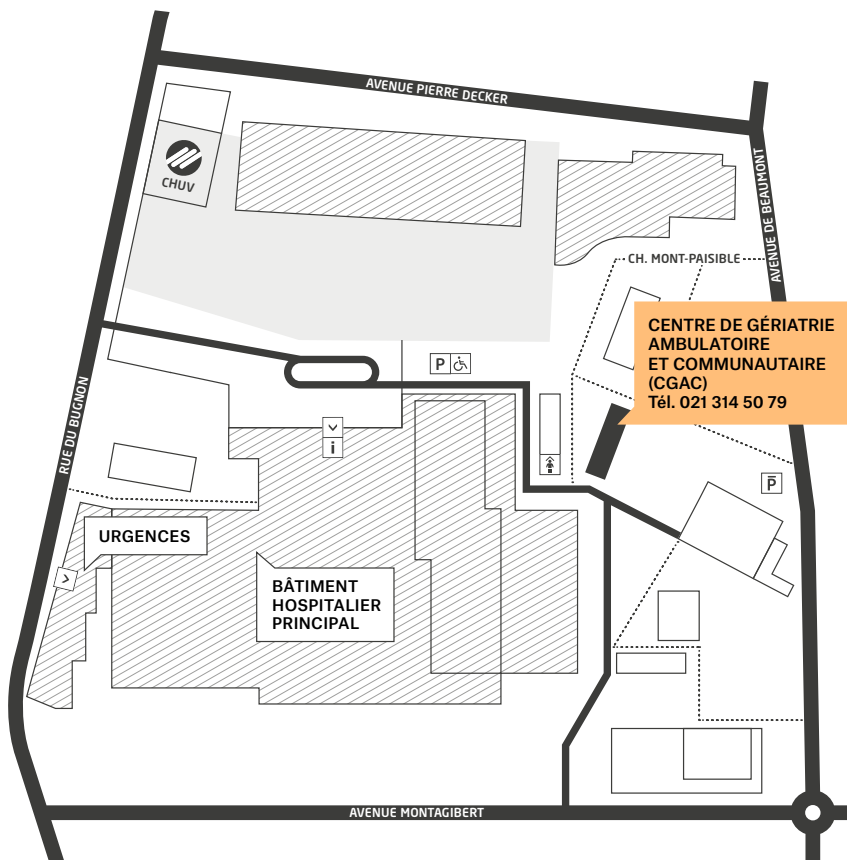 AVENUE PIERRE DECKER
CHUV
AVENUE DE BEAUMONT
CH. MONT-PAISIBLE
CENTRE DE GÉRIATRIE
AMBULATOIRE
ET COMMUNAUTAIRE
(CGAC)
Tél. 021 314 50 79
P
RUE DU BUGNON
i
P
URGENCES
BÂTIMENT
HOSPITALIER
PRINCIPAL
AVENUE MONTAGIBERT